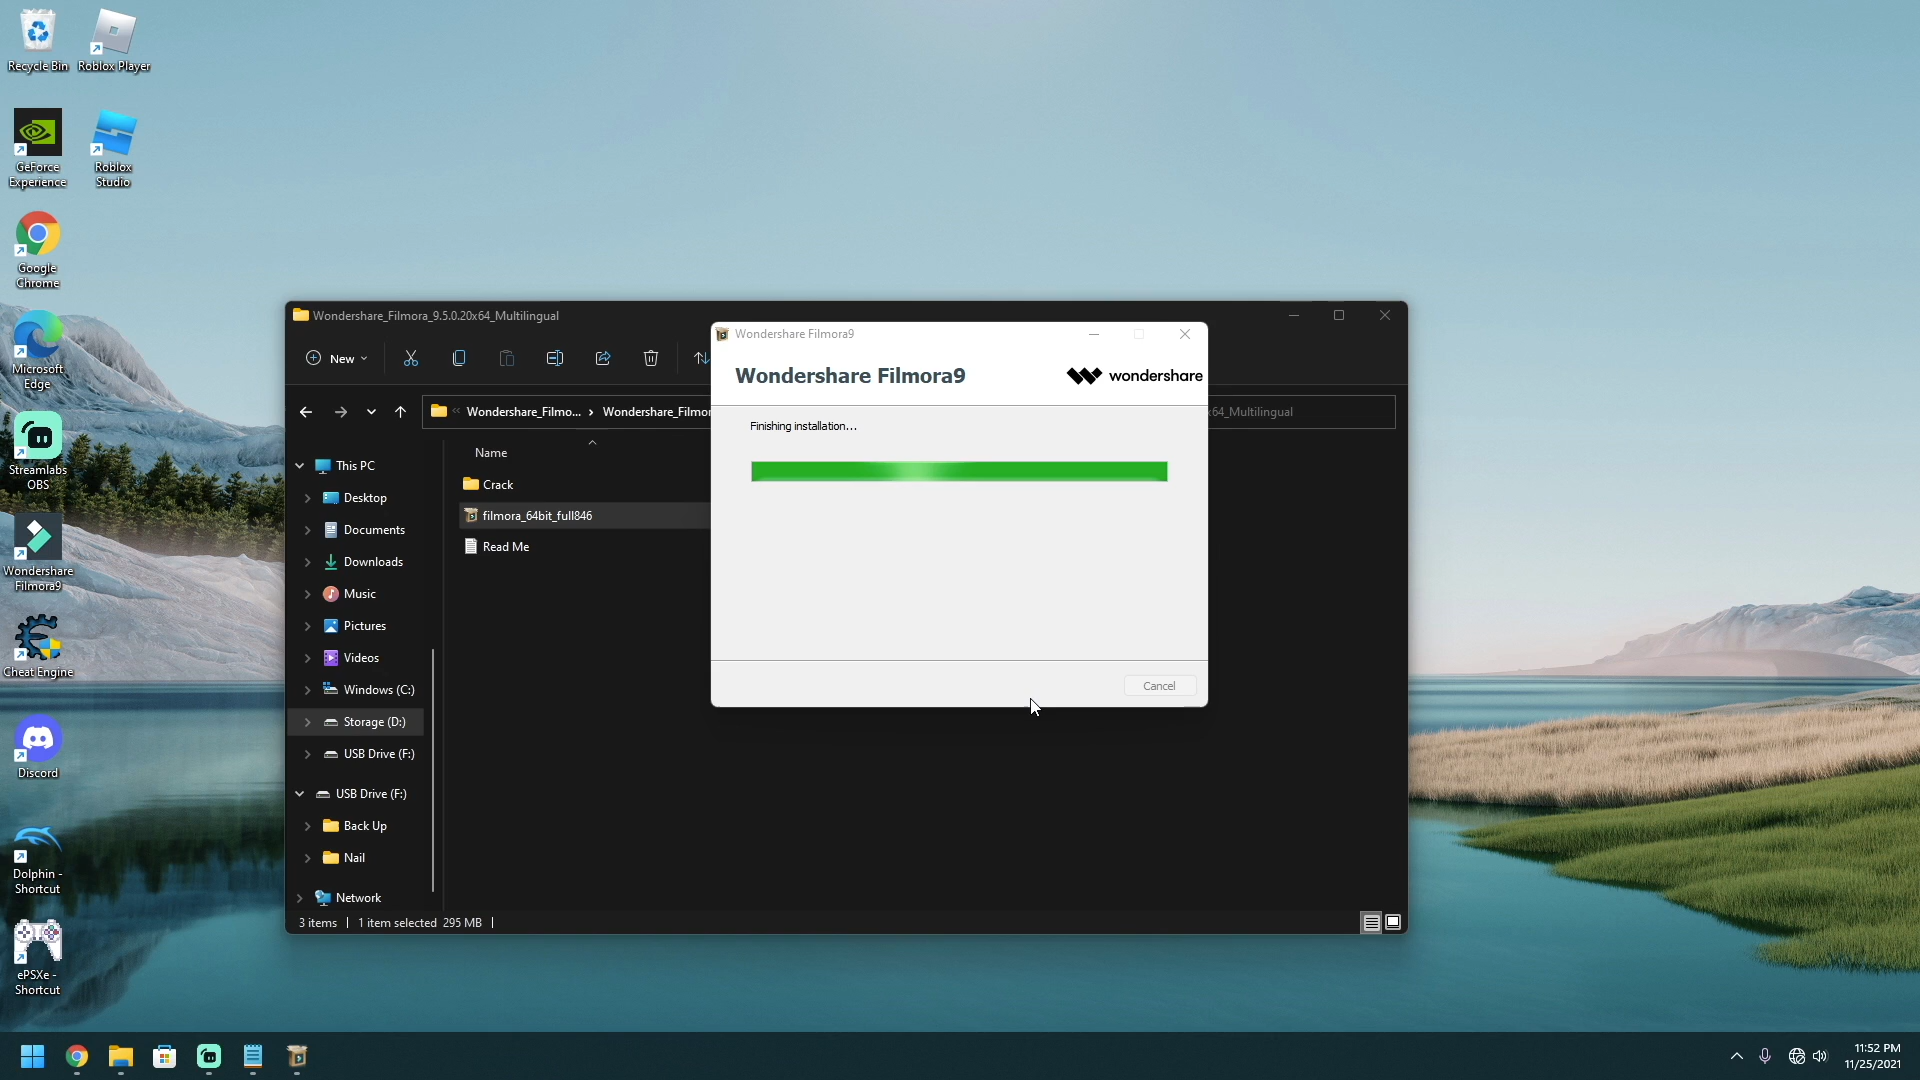 Recycle Bin
Roblox Player
GeForce
Experience
Roblox
Studio
Google
Chrome
Microsoft
Edge
Streamlabs
OBS
Wondershare
Filmora9
Cheat Engine
Discord
Dolphin -
Shortcut
ePSXe -
Shortcut
Wondershare_Filmora_9.5.0.20x64_Multilingual
New
Wondershare_Filmo... › Wondershare_Filmor
x64_Multilingual
This PC
Desktop
Documents
Downloads
Music
Pictures
Videos
Windows (C:)
Storage (D:)
USB Drive (F:)
USB Drive (F:)
Back Up
Nail
Network
Name
Crack
filmora_64bit_full846
Read Me
3 items
1 item selected 295 MB
Wondershare Filmora9
Wondershare Filmora9
wondershare
Finishing installation...
Cancel
11:52 PM
11/25/2021